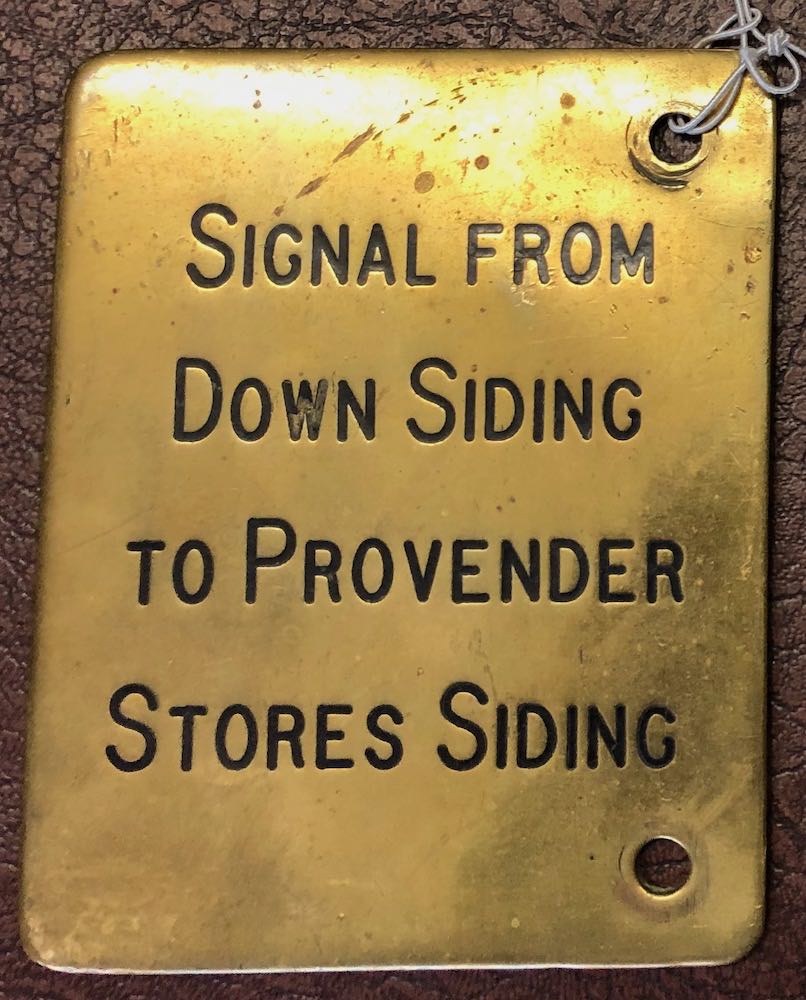 SIGNAL FROM
DOWN SIDING
TO PROVENDER
STORES SIDING